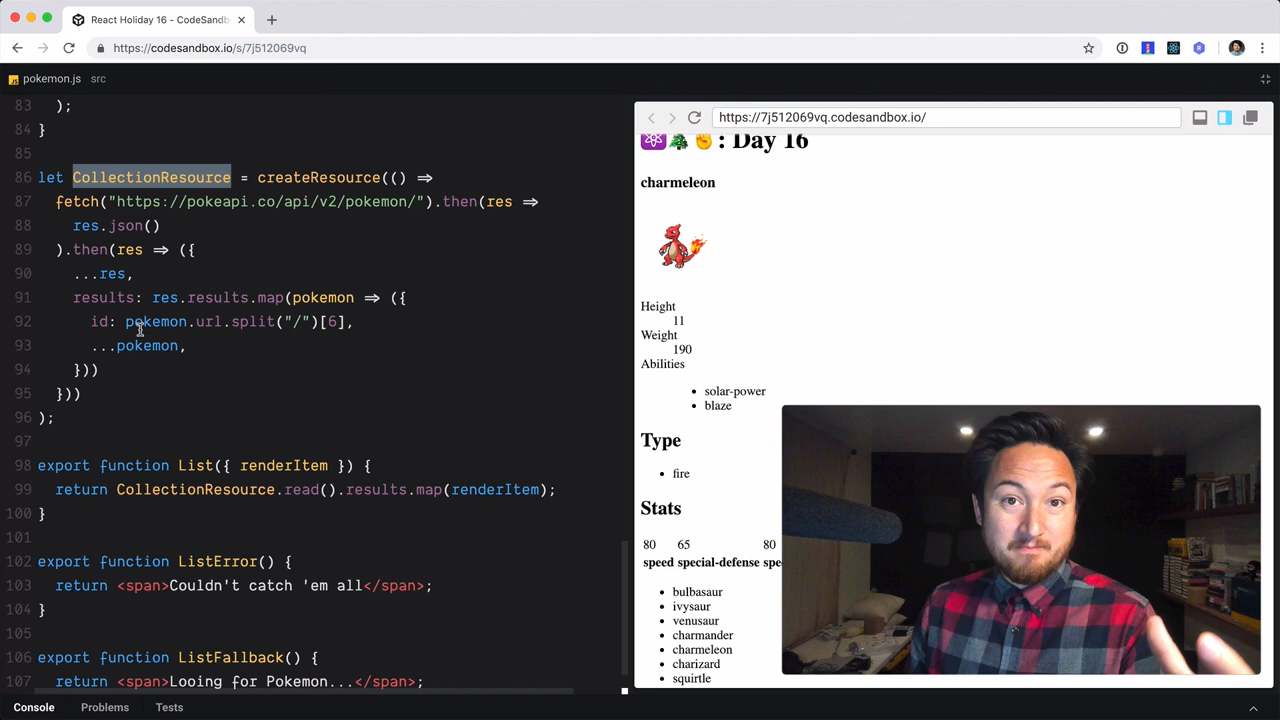 React Holiday 16 - CodeSandb
https://codesandbox.io/s/7j512069vq
JS pokemon.js src
83 );
84 }
85
86 let CollectionResource = createResource(() ⇒
87 fetch("https://pokeapi.co/api/v2/pokemon/").then(res ⇒
88 res.json()
89 ).then(res ⇒ ({
90 ...res,
91 results: res.results.map(pokemon ⇒ ({
92 id: pokemon.url.split("/")[6],
93 ...pokemon,
94 }))
95 }))
96 );
97
98 export function List({ renderItem }) {
99 return CollectionResource.read().results.map(renderItem);
100 }
101
102 export function ListError() {
103 return <span>Couldn't catch 'em all</span>;
104 }
105
106 export function ListFallback() {
107 return <span>Looing for Pokemon...</span>;
Console Problems Tests
https://7j512069vq.codesandbox.io/
⚛️🎄✊: Day 16
charmeleon
Height
11
Weight
190
Abilities
• solar-power
• blaze
Type
• fire
Stats
80 65 80
speed special-defense spec
• bulbasaur
• ivysaur
• venusaur
• charmander
• charmeleon
• charizard
• squirtle